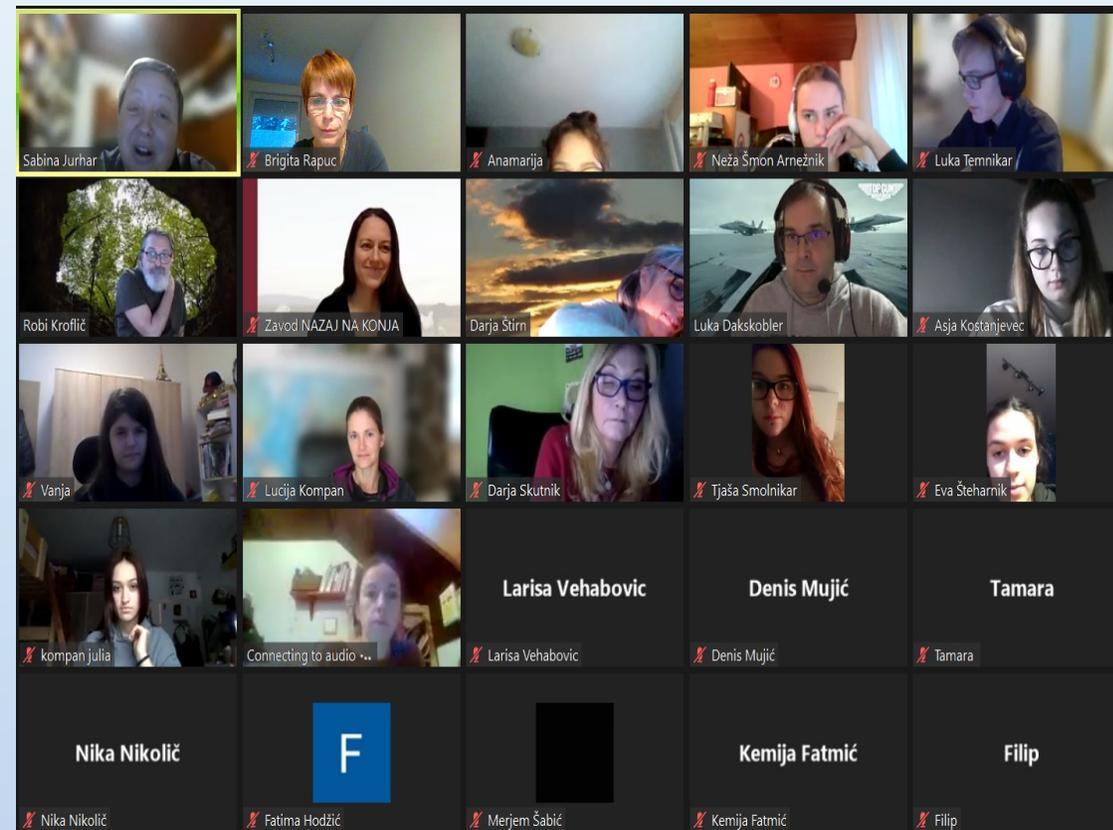 Sabina Jurhar
Brigita Rapuc
Anamarija
Neža Šmon Arnežnik
Luka Temnikar
Robi Kroflič
Zavod NAZAJ NA KONJA
Darja Štirn
TOP GUN
Luka Dakskobler
Asja Kostanjevec
Vanja
Lucija Kompan
Darja Skutnik
Tjaša Smolnikar
Eva Šteharnik
kompan julia
Connecting to audio ···
Larisa Vehabovic
Larisa Vehabovic
Denis Mujić
Denis Mujić
Tamara
Tamara
Nika Nikolič
Nika Nikolič
F
Fatima Hodžić
Merjem Šabić
Kemija Fatmić
Kemija Fatmić
Filip
Filip